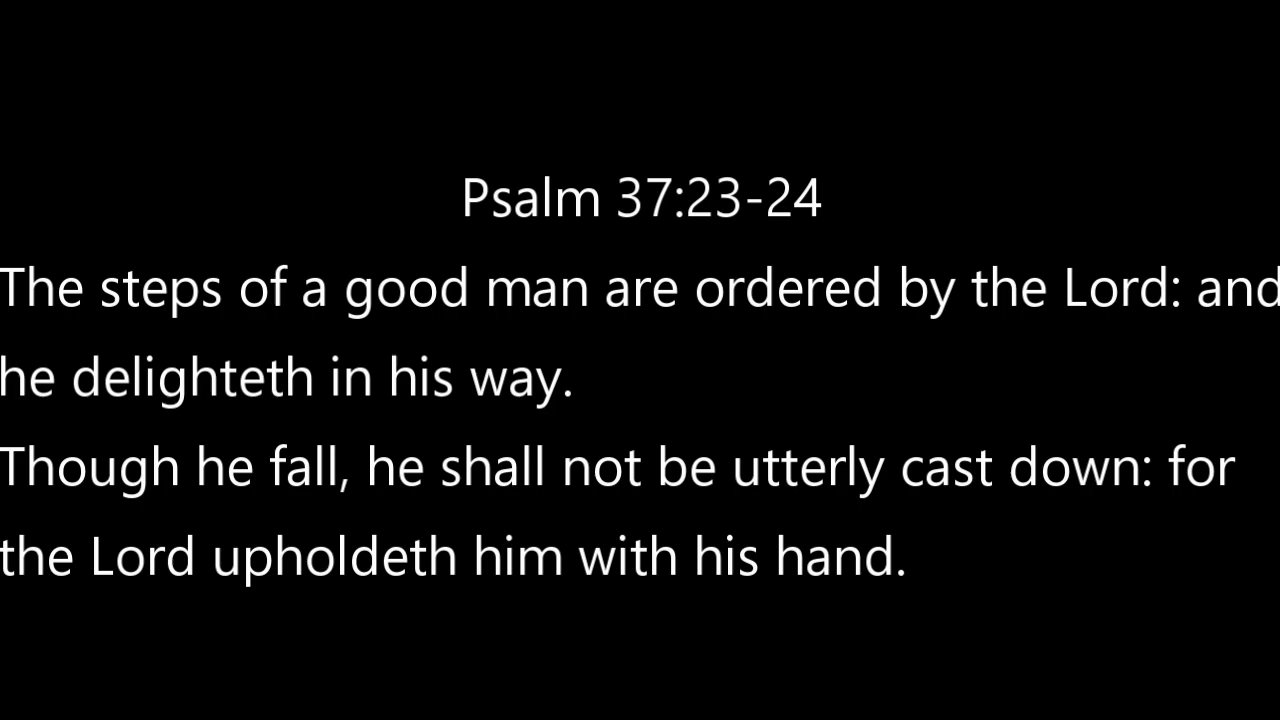 Psalm 37:23-24
The steps of a good man are ordered by the Lord: and
he delighteth in his way.
Though he fall, he shall not be utterly cast down: for
the Lord upholdeth him with his hand.